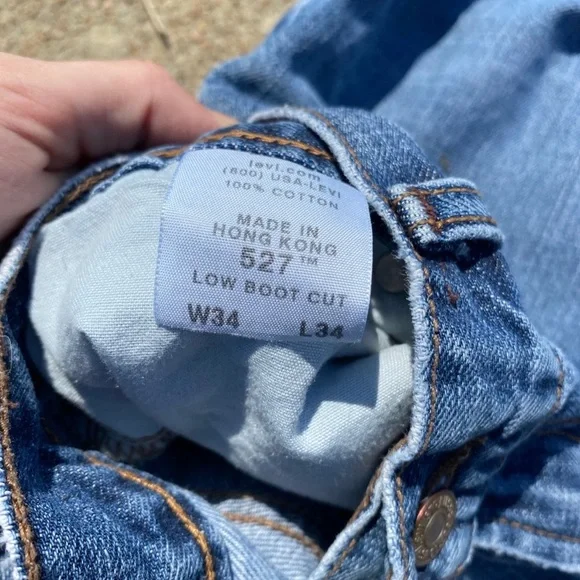 levi.com
(800) USA-LEVI
100% COTTON
MADE IN
HONG KONG
527™
LOW BOOT CUT
W34 L34